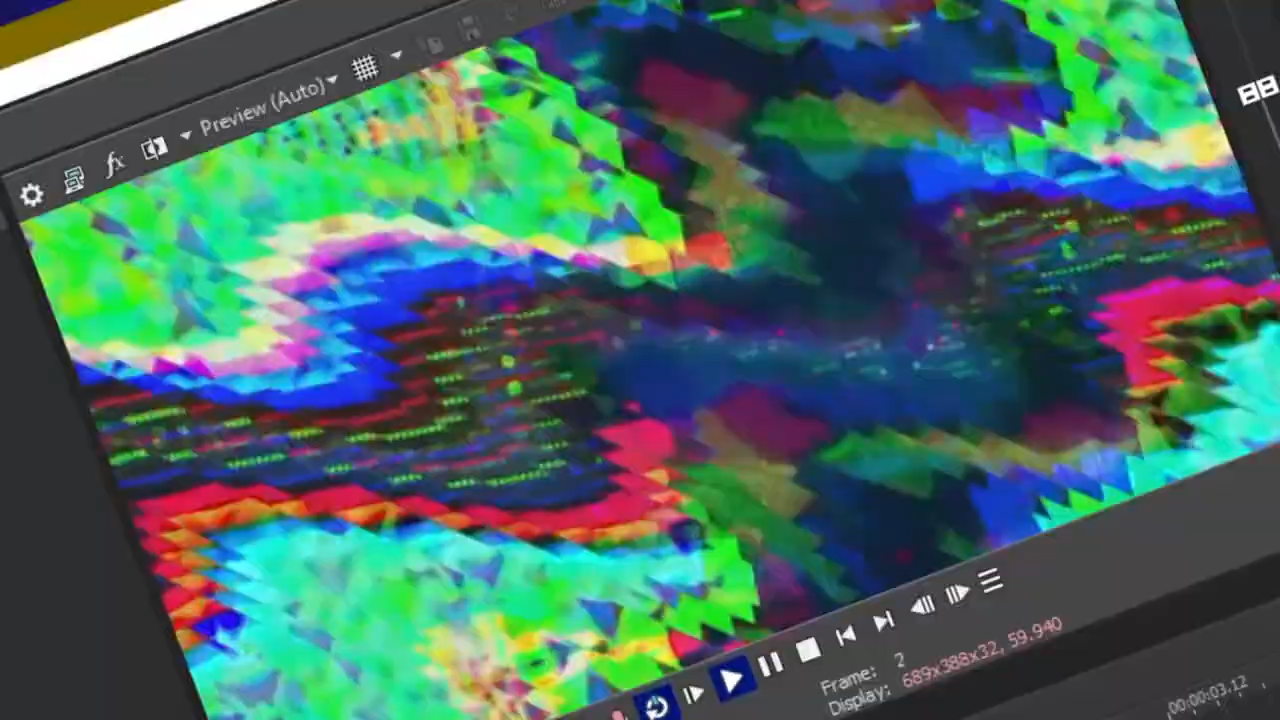 Preview (Auto)
Frame: 2
Display: 689x388x32, 59.940
00:00:03.12